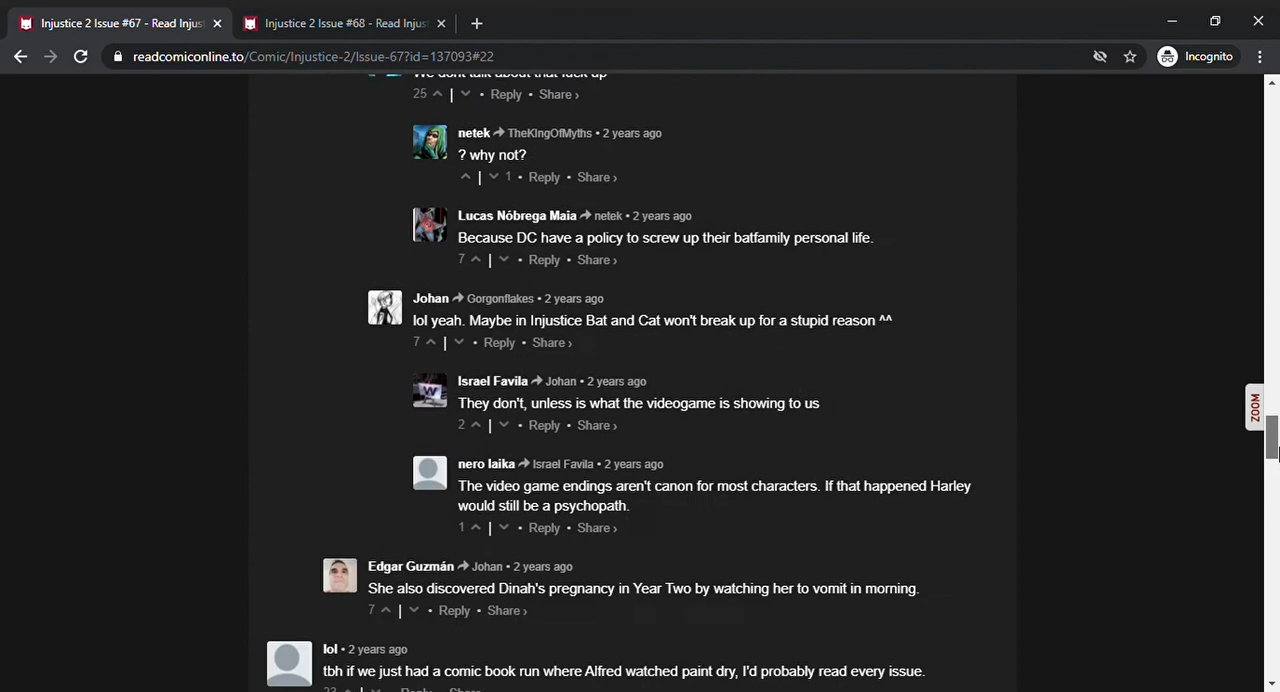 Injustice 2 Issue #67 - Read Injus
Injustice 2 Issue #68 - Read Injus
readcomiconline.to/Comic/Injustice-2/Issue-67?id=137093#22
Incognito
We dont talk about that fuck up
25 • Reply • Share ›
netek TheKIngOfMyths • 2 years ago
? why not?
1 • Reply • Share ›
Lucas Nóbrega Maia netek • 2 years ago
Because DC have a policy to screw up their batfamily personal life.
7 • Reply • Share ›
Johan Gorgonflakes • 2 years ago
lol yeah. Maybe in Injustice Bat and Cat won't break up for a stupid reason ^^
7 • Reply • Share ›
Israel Favila Johan • 2 years ago
They don't, unless is what the videogame is showing to us
2 • Reply • Share ›
nero laika Israel Favila • 2 years ago
The video game endings aren't canon for most characters. If that happened Harley
would still be a psychopath.
1 • Reply • Share ›
Edgar Guzmán Johan • 2 years ago
She also discovered Dinah's pregnancy in Year Two by watching her to vomit in morning.
7 • Reply • Share ›
lol • 2 years ago
tbh if we just had a comic book run where Alfred watched paint dry, I'd probably read every issue.
23 • Reply • Share ›
ZOOM
W